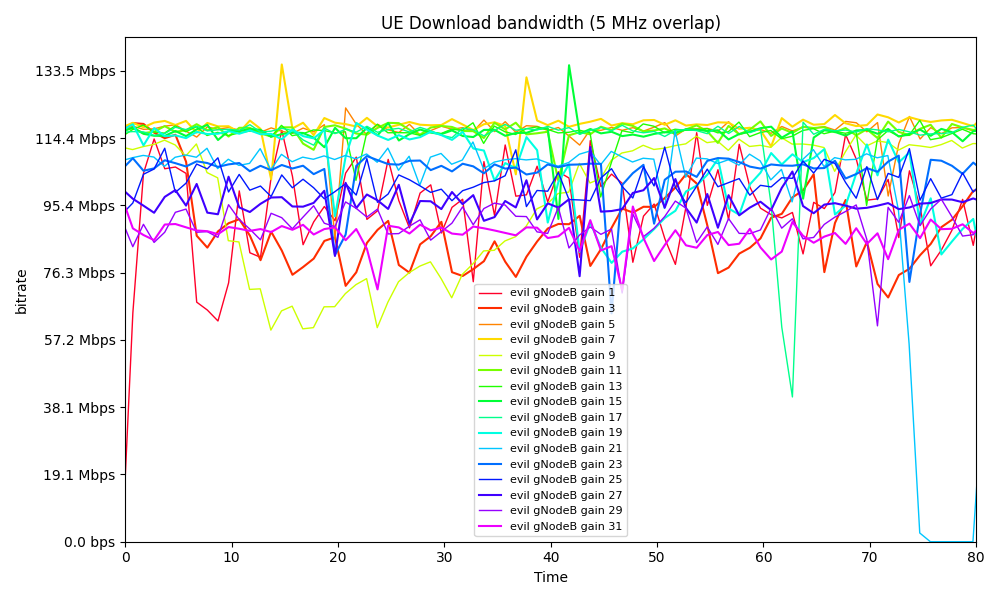 UE Download bandwidth (5 MHz overlap)
133.5 Mbps
114.4 Mbps
95.4 Mbps
76.3 Mbps
57.2 Mbps
38.1 Mbps
19.1 Mbps
0.0 bps
bitrate
evil gNodeB gain 1
evil gNodeB gain 3
evil gNodeB gain 5
evil gNodeB gain 7
evil gNodeB gain 9
evil gNodeB gain 11
evil gNodeB gain 13
evil gNodeB gain 15
evil gNodeB gain 17
evil gNodeB gain 19
evil gNodeB gain 21
evil gNodeB gain 23
evil gNodeB gain 25
evil gNodeB gain 27
evil gNodeB gain 29
evil gNodeB gain 31
0 10 20 30 40 50 60 70 80
Time